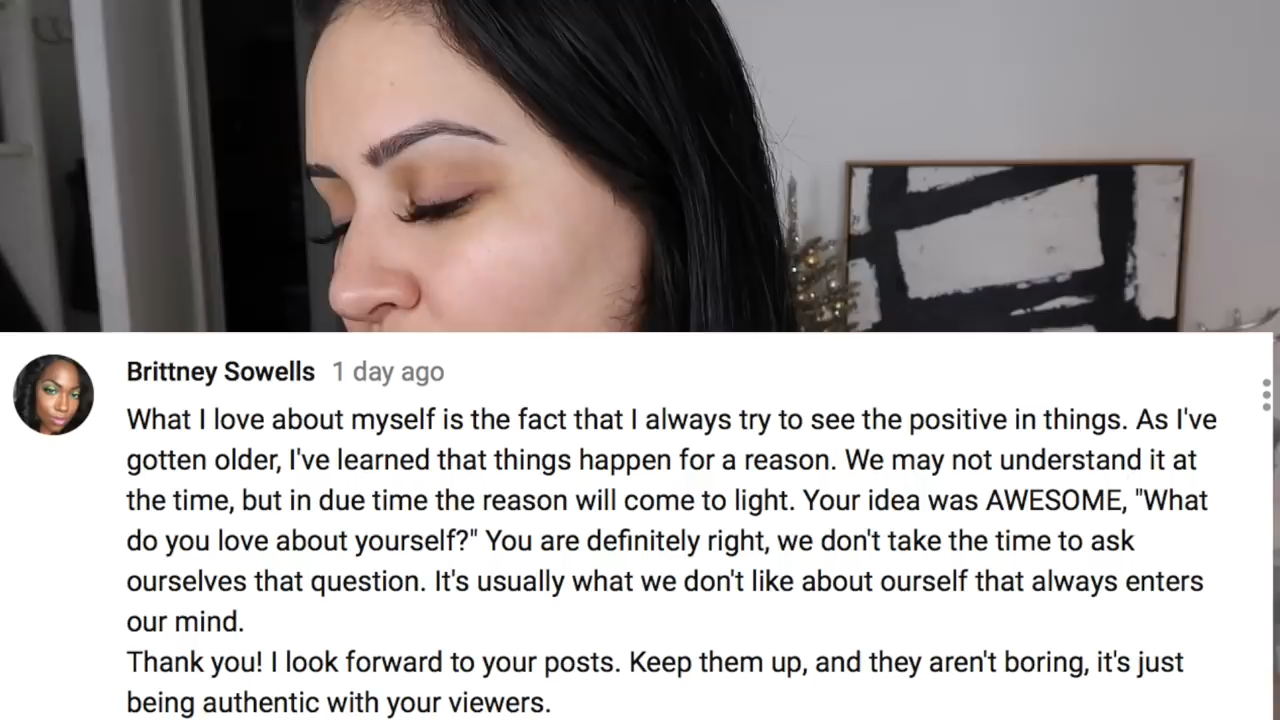 Brittney Sowells 1 day ago
What I love about myself is the fact that I always try to see the positive in things. As I've
gotten older, I've learned that things happen for a reason. We may not understand it at
the time, but in due time the reason will come to light. Your idea was AWESOME, "What
do you love about yourself?" You are definitely right, we don't take the time to ask
ourselves that question. It's usually what we don't like about ourself that always enters
our mind.
Thank you! I look forward to your posts. Keep them up, and they aren't boring, it's just
being authentic with your viewers.